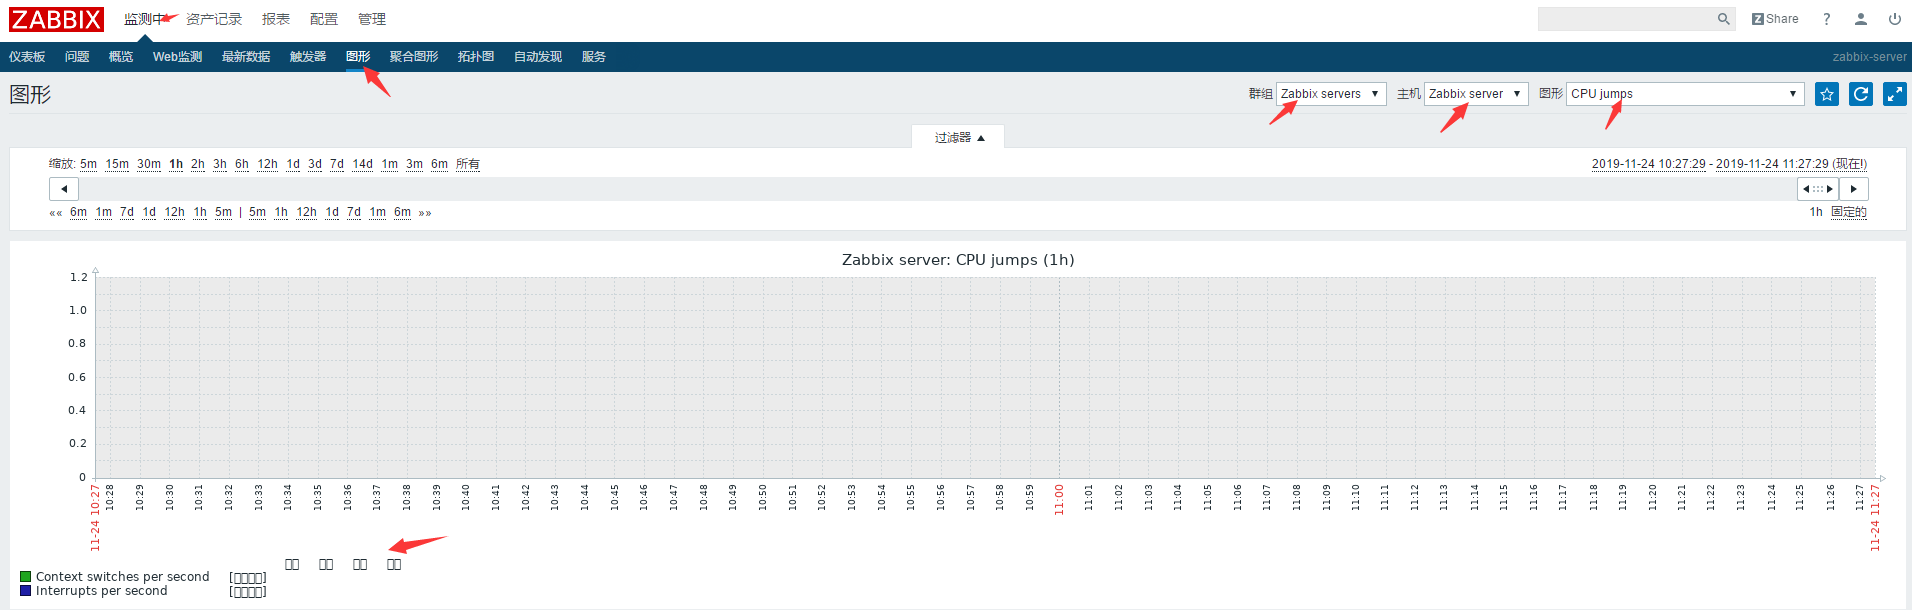 ZABBIX 监测中 资产记录 报表 配置 管理 Share ?
仪表板 问题 概览 Web监测 最新数据 触发器 图形 聚合图形 拓扑图 自动发现 服务 zabbix-server
图形 群组 Zabbix servers 主机 Zabbix server 图形 CPU jumps
过滤器
缩放: 5m 15m 30m 1h 2h 3h 6h 12h 1d 3d 7d 14d 1m 3m 6m 所有 2019-11-24 10:27:29 - 2019-11-24 11:27:29 (现在!)
«« 6m 1m 7d 1d 12h 1h 5m | 5m 1h 12h 1d 7d 1m 6m »» 1h 固定的
Zabbix server: CPU jumps (1h)
1.2
1.0
0.8
0.6
0.4
0.2
0
11-24 10:27 10:28 10:29 10:30 10:31 10:32 10:33 10:34 10:35 10:36 10:37 10:38 10:39 10:40 10:41 10:42 10:43 10:44 10:45 10:46 10:47 10:48 10:49 10:50 10:51 10:52 10:53 10:54 10:55 10:56 10:57 10:58 10:59 11:00 11:01 11:02 11:03 11:04 11:05 11:06 11:07 11:08 11:09 11:10 11:11 11:12 11:13 11:14 11:15 11:16 11:17 11:18 11:19 11:20 11:21 11:22 11:23 11:24 11:25 11:26 11:27 11-24 11:27
□□ □□ □□ □□
Context switches per second [□□□□]
Interrupts per second [□□□□]